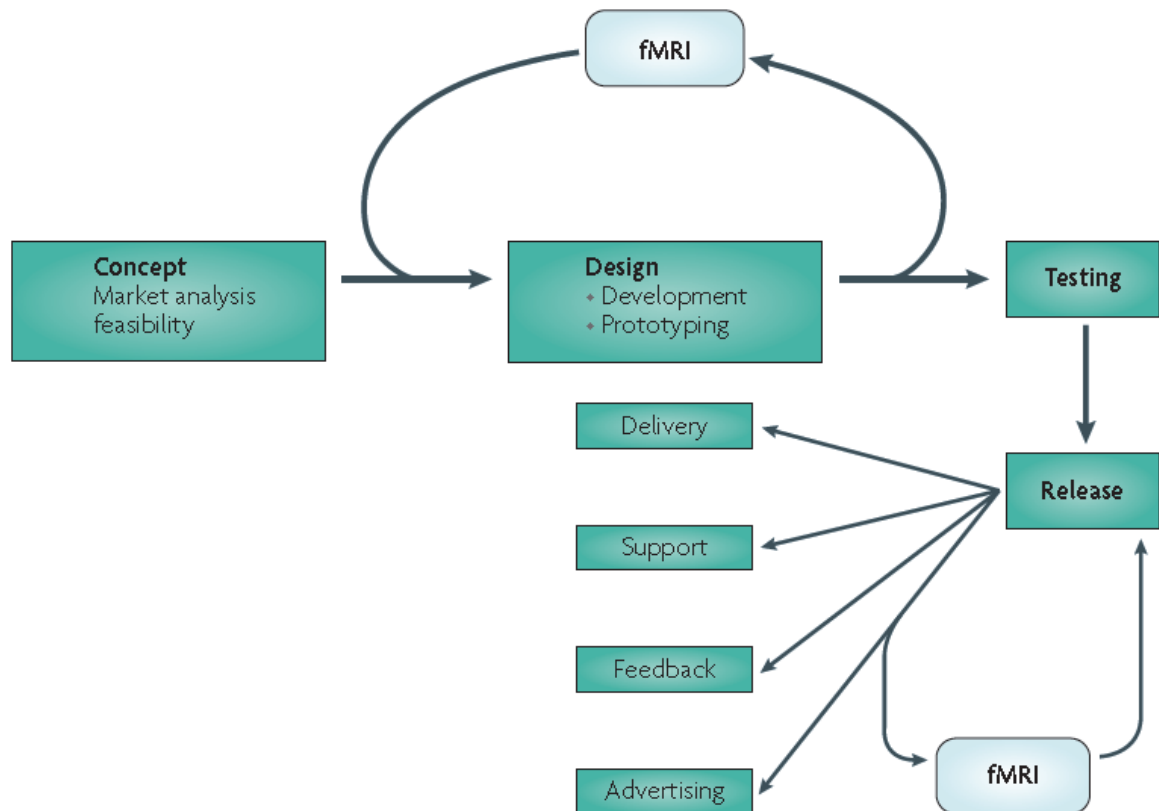 fMRI
Concept
Market analysis
feasibility
Design
• Development
• Prototyping
Testing
Delivery
Release
Support
Feedback
Advertising
fMRI